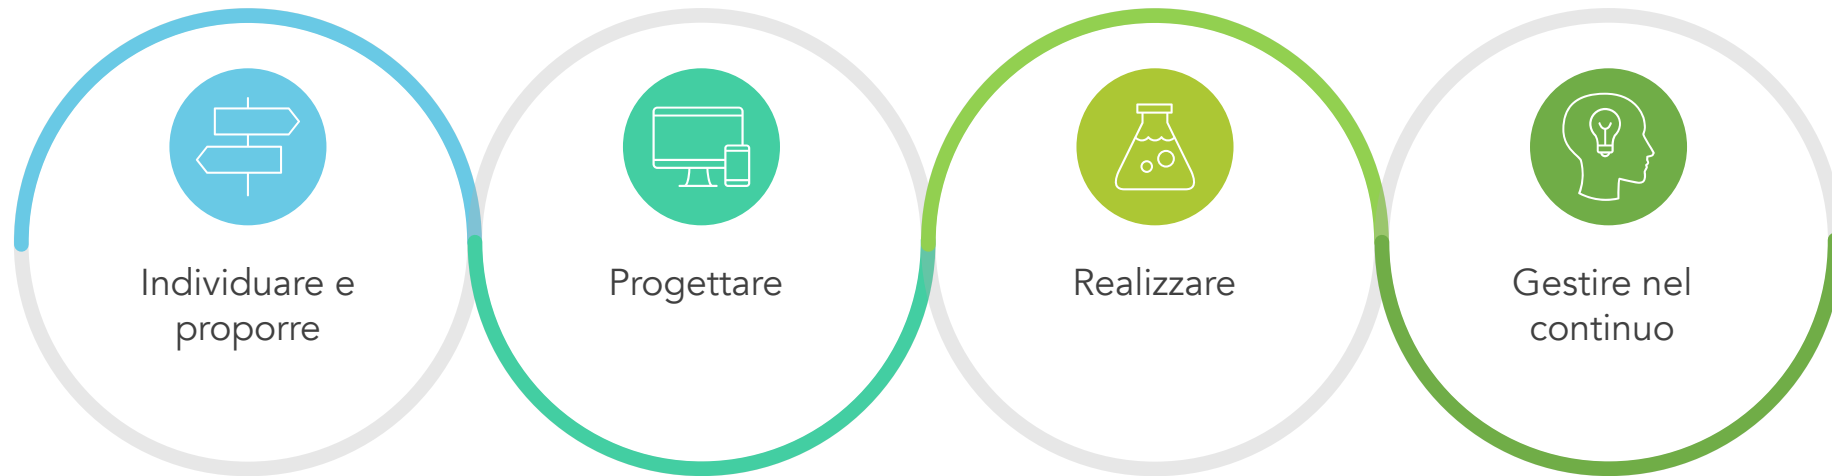 Individuare e
proporre
Progettare
Realizzare
Gestire nel
continuo